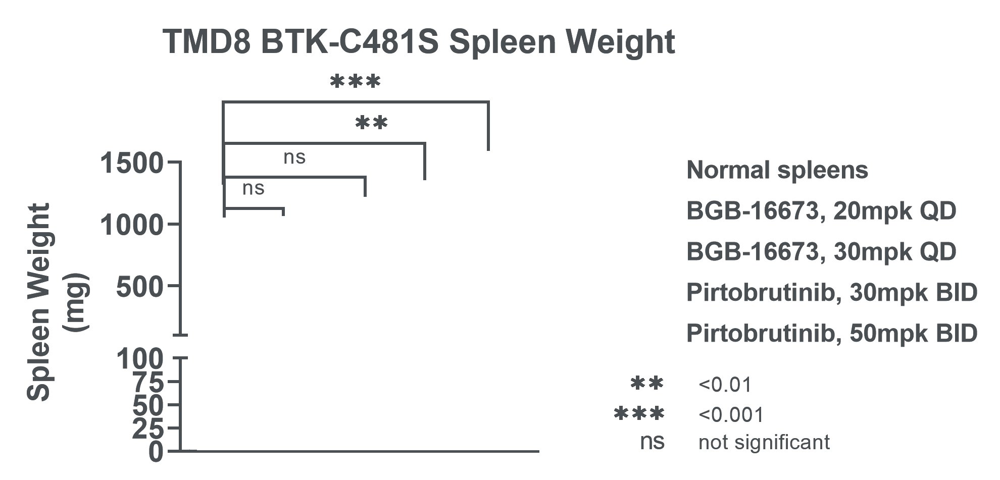 TMD8 BTK-C481S Spleen Weight
***
**
ns
ns
1500
1000
500
100
75
50
25
0
Spleen Weight
(mg)
Normal spleens
BGB-16673, 20mpk QD
BGB-16673, 30mpk QD
Pirtobrutinib, 30mpk BID
Pirtobrutinib, 50mpk BID
** <0.01
*** <0.001
ns not significant